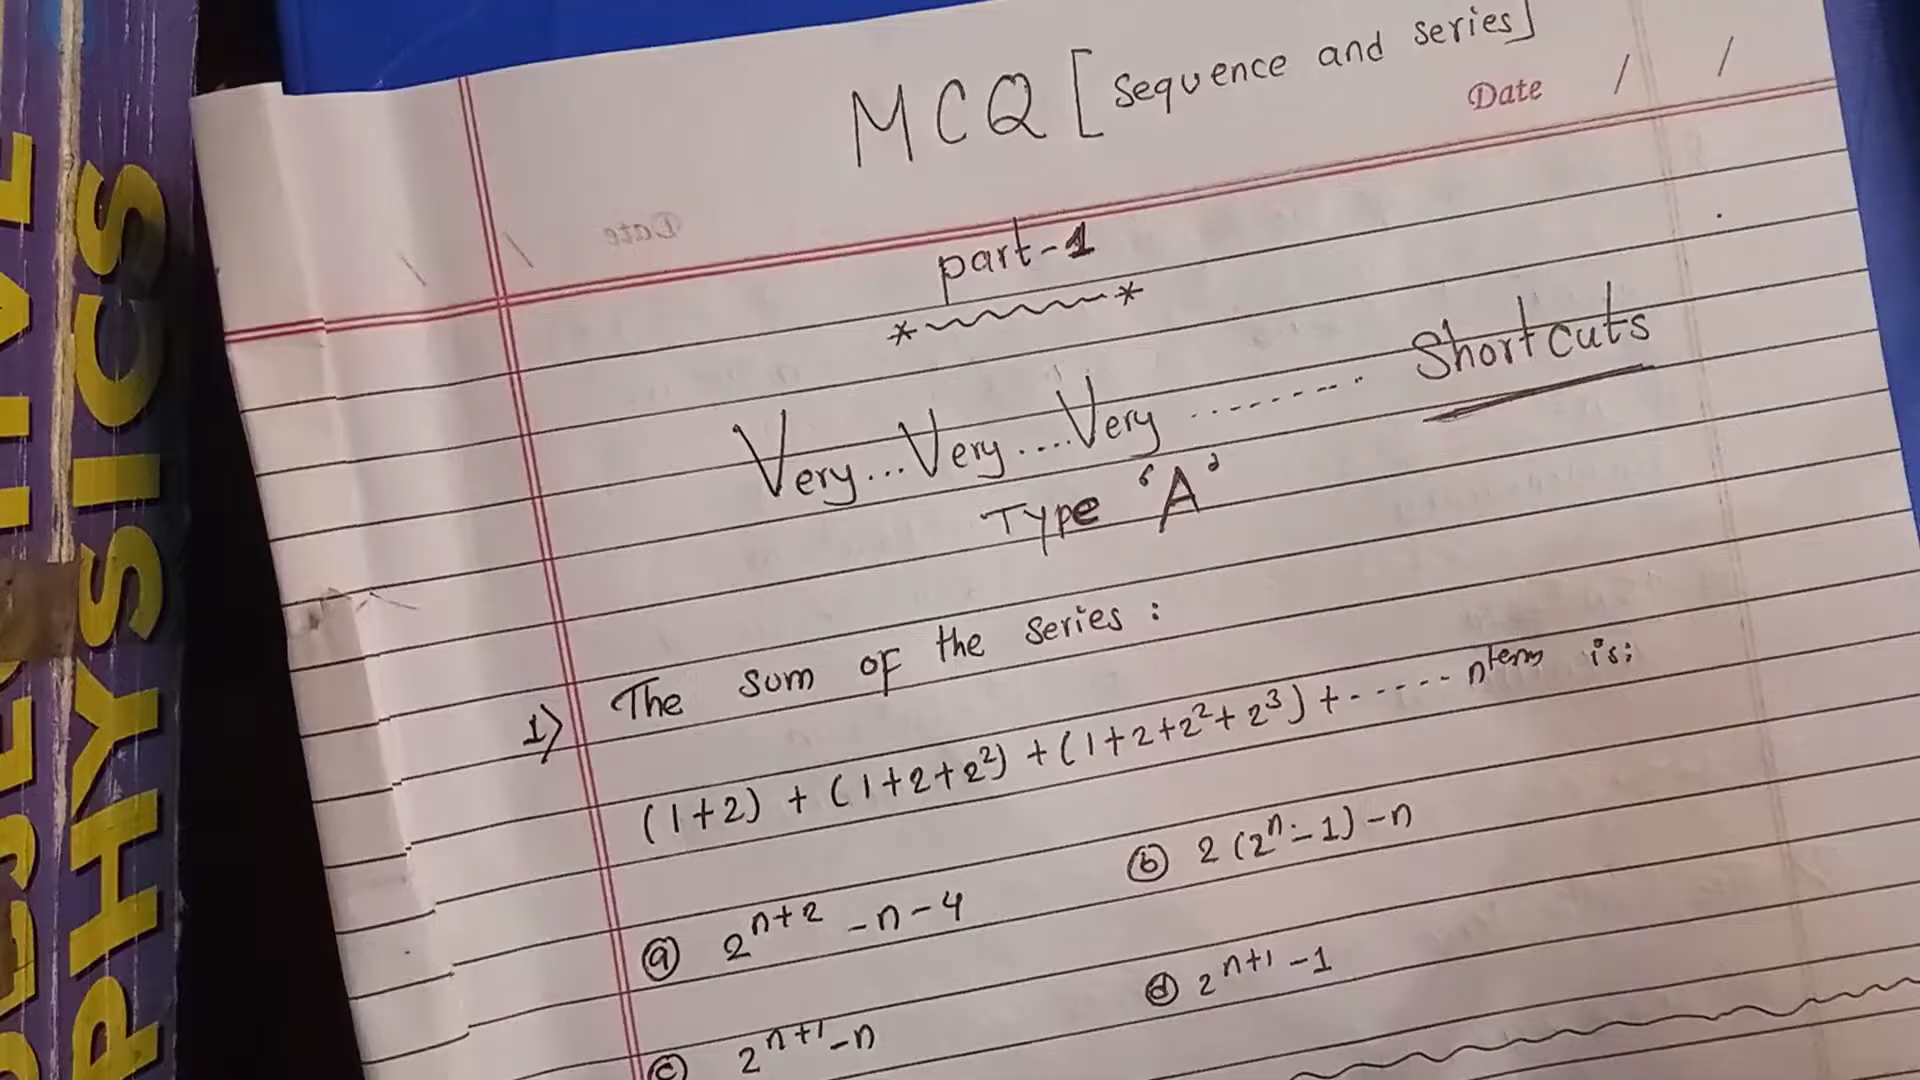 MCQ [sequence and series]
Date / /
part-1
Very...Very....Very ........ Shortcuts
Type 'A'
1) The sum of the series :
(1+2) + (1+2+2²) + (1+2+2²+2³) + ..... nᵗᵉʳᵐ is;
ⓐ 2ⁿ⁺² -n-4
ⓑ 2(2ⁿ-1)-n
ⓒ 2ⁿ⁺¹-n
ⓓ 2ⁿ⁺¹-1
PHYSICS